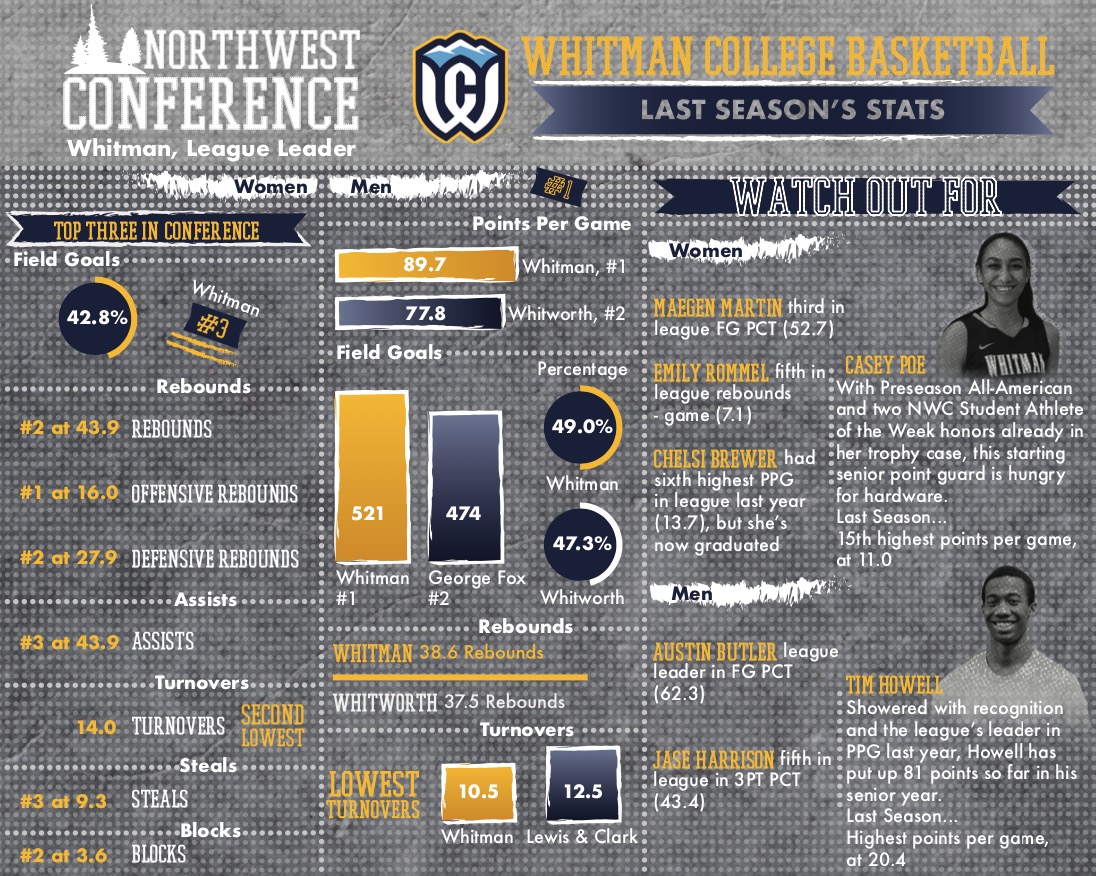 NORTHWEST
CONFERENCE
Whitman, League Leader
WC
WHITMAN COLLEGE BASKETBALL
LAST SEASON'S STATS
Women
TOP THREE IN CONFERENCE
Field Goals
42.8%
Whitman
#3
Rebounds
#2 at 43.9 REBOUNDS
#1 at 16.0 OFFENSIVE REBOUNDS
#2 at 27.9 DEFENSIVE REBOUNDS
Assists
#3 at 43.9 ASSISTS
Turnovers
14.0 TURNOVERS SECOND
LOWEST
Steals
#3 at 9.3 STEALS
Blocks
#2 at 3.6 BLOCKS
Men
#1
Points Per Game
89.7 Whitman, #1
77.8 Whitworth, #2
Field Goals
521
Whitman
#1
474
George Fox
#2
Percentage
49.0%
Whitman
47.3%
Whitworth
Rebounds
WHITMAN 38.6 Rebounds
WHITWORTH 37.5 Rebounds
Turnovers
LOWEST
TURNOVERS
10.5
Whitman
12.5
Lewis & Clark
WATCH OUT FOR
Women
MAEGEN MARTIN third in
league FG PCT (52.7)
EMILY ROMMEL fifth in
league rebounds
- game (7.1)
CHELSI BREWER had
sixth highest PPG
in league last year
(13.7), but she's
now graduated
WHITMAN
CASEY POE
With Preseason All-American
and two NWC Student Athlete
of the Week honors already in
her trophy case, this starting
senior point guard is hungry
for hardware.
Last Season...
15th highest points per game,
at 11.0
Men
AUSTIN BUTLER league
leader in FG PCT
(62.3)
JASE HARRISON fifth in
league in 3PT PCT
(43.4)
TIM HOWELL
Showered with recognition
and the league's leader in
PPG last year, Howell has
put up 81 points so far in his
senior year.
Last Season...
Highest points per game,
at 20.4